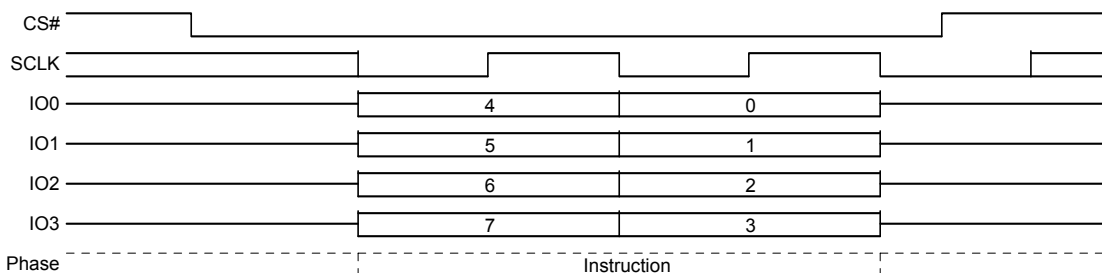 CS#
SCLK
IO0 4 0
IO1 5 1
IO2 6 2
IO3 7 3
Phase Instruction